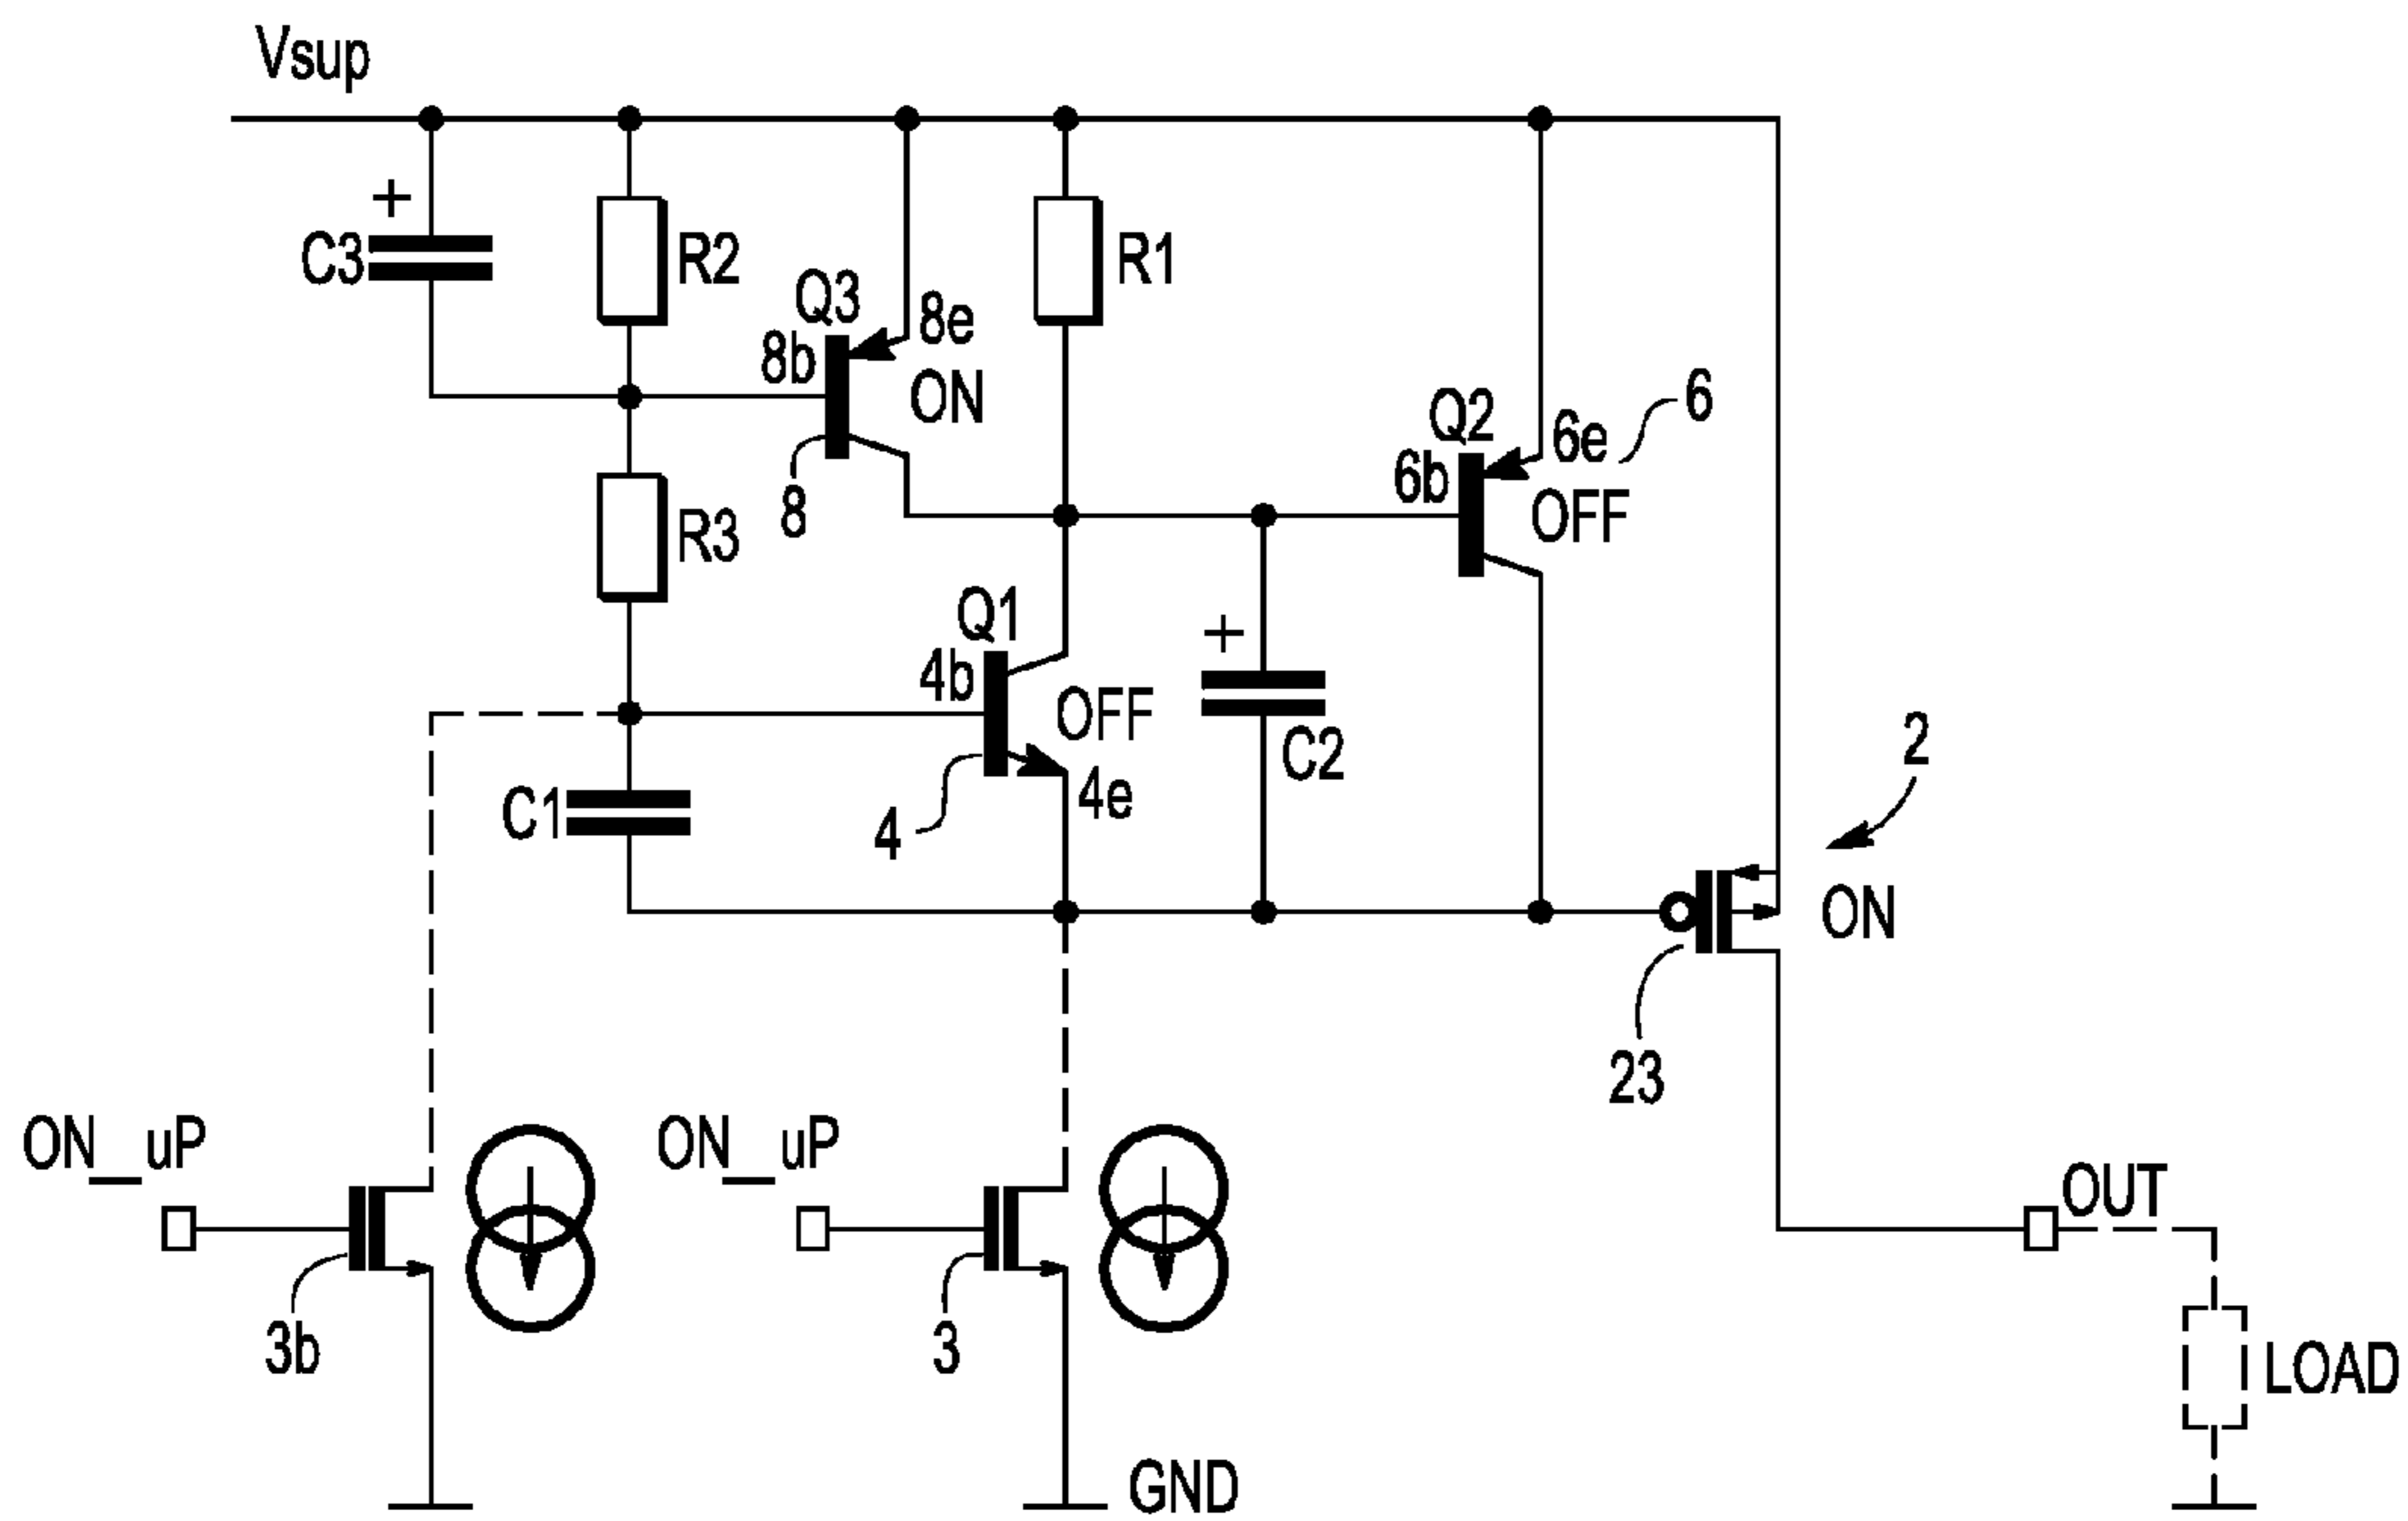 Vsup
+
C3
R2
Q3
8b
8e
ON
8
R1
Q2
6b
6e
6
OFF
R3
Q1
4b
OFF
4e
4
+
C2
C1
2
ON
23
ON_uP
3b
ON_uP
3
GND
OUT
LOAD